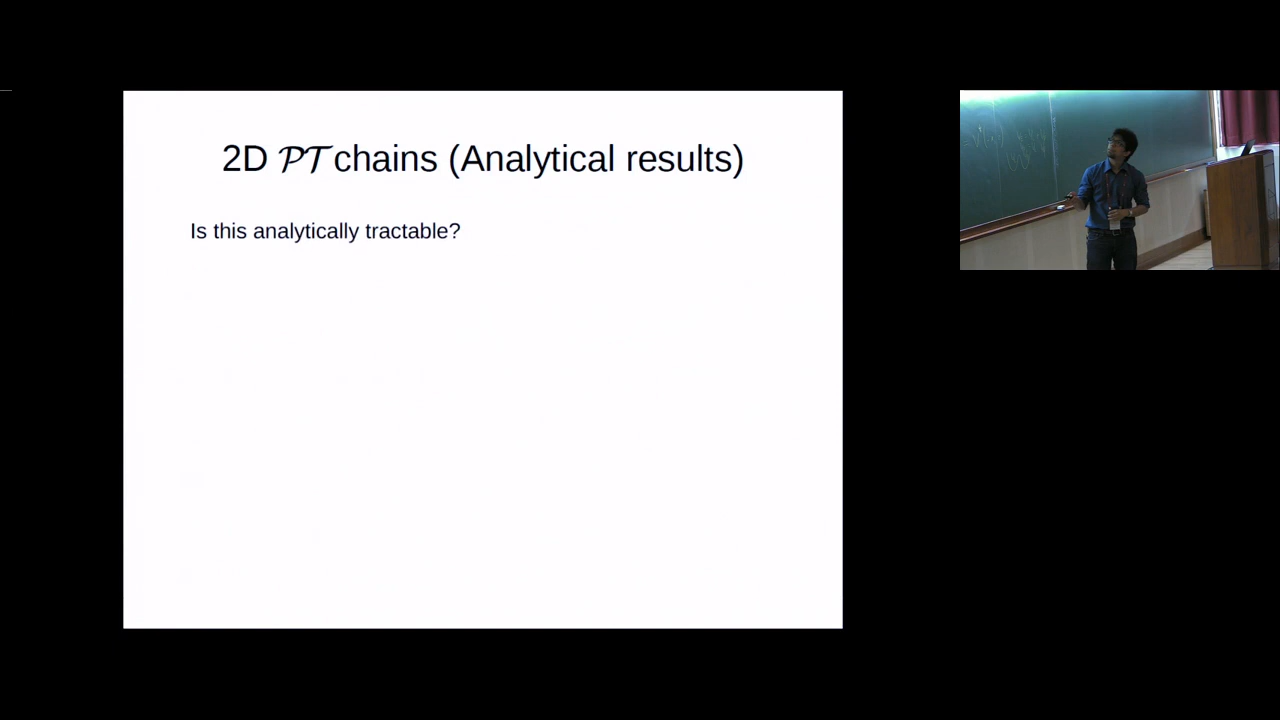 2D 𝒫𝒯 chains (Analytical results)
Is this analytically tractable?